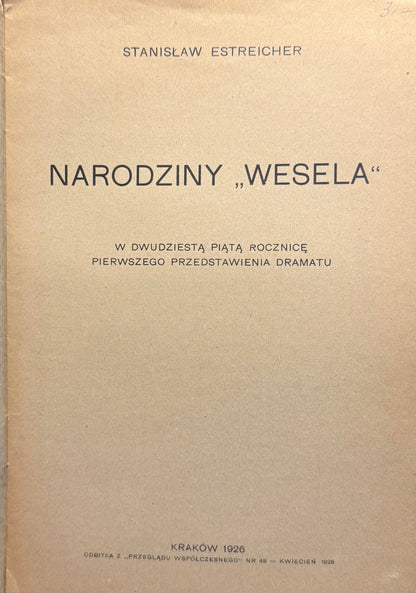 STANISŁAW ESTREICHER
NARODZINY „WESELA“
W DWUDZIESTĄ PIĄTĄ ROCZNICĘ
PIERWSZEGO PRZEDSTAWIENIA DRAMATU
KRAKÓW 1926
ODBITKA Z „PRZEGLĄDU WSPÓŁCZESNEGO“ NR 48 — KWIECIEŃ 1926